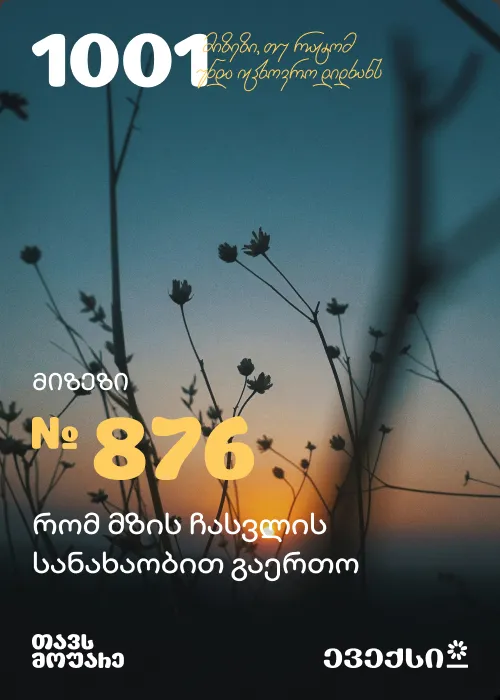 1001 მიზეზი, თუ რატომ
უნდა იცხოვრო დიდხანს
მიზეზი
№ 876
რომ მზის ჩასვლის
სანახაობით გაერთო
თავს
მოუარე
ევექსი